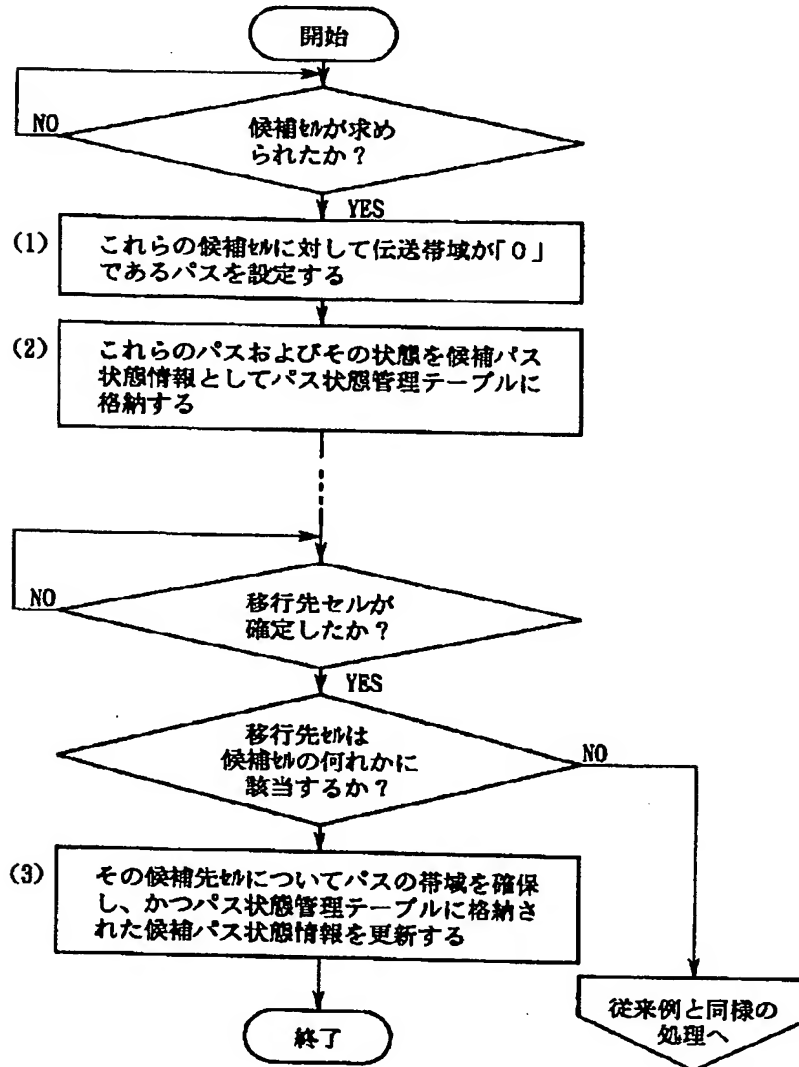 開始
NO
候補ｾﾙが求め
られたか？
YES
(1)
これらの候補ｾﾙに対して伝送帯域が「０」
であるパスを設定する
(2)
これらのパスおよびその状態を候補パス
状態情報としてパス状態管理テーブルに
格納する
NO
移行先セルが
確定したか？
YES
移行先ｾﾙは
候補ｾﾙの何れかに
該当するか？
NO
(3)
その候補先ｾﾙについてパスの帯域を確保
し、かつパス状態管理テーブルに格納さ
れた候補パス状態情報を更新する
終了
従来例と同様の
処理へ